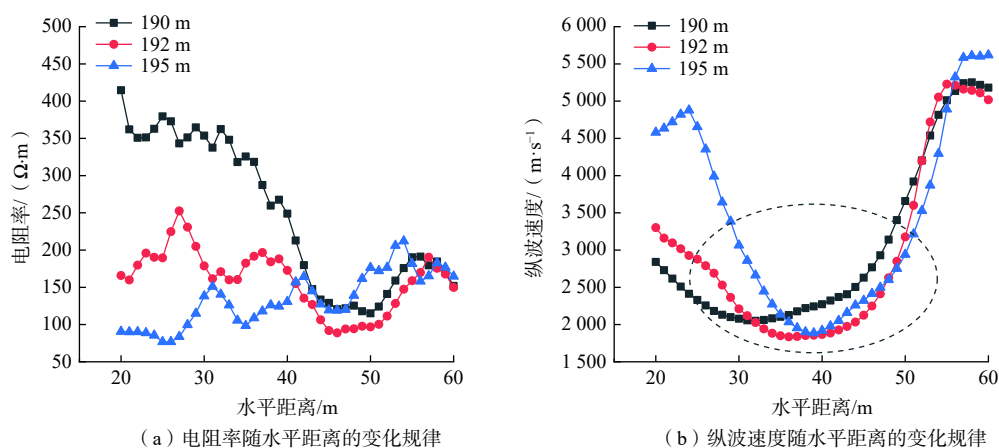 500
450
400
350
300
250
200
150
100
50
电阻率/（Ω·m）
190 m
192 m
195 m
20 30 40 50 60
水平距离/m
（a）电阻率随水平距离的变化规律
6 000
5 500
5 000
4 500
4 000
3 500
3 000
2 500
2 000
1 500
纵波速度/（m·s⁻¹）
190 m
192 m
195 m
20 30 40 50 60
水平距离/m
（b）纵波速度随水平距离的变化规律